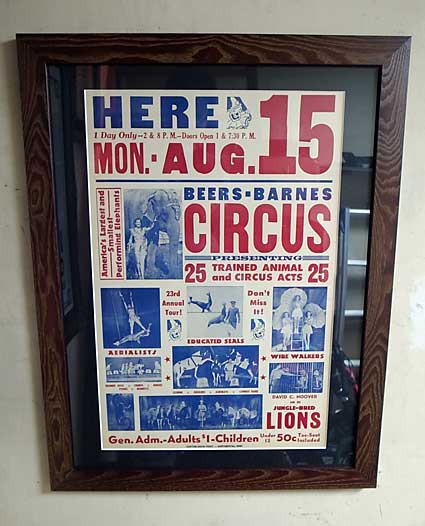 HERE
1 Day Only--2 & 8 P. M.--Doors Open 1 & 7:30 P. M.
MON.-AUG. 15
BEERS-BARNES
CIRCUS
America's Largest and
Smallest
Performing Elephants
PRESENTING
25 TRAINED ANIMAL and CIRCUS ACTS 25
23rd
Annual
Tour!
Don't
Miss
It!
AERIALISTS
EDUCATED SEALS
WIRE WALKERS
DAVID C. HOOVER
JUNGLE-BRED
LIONS
Gen. Adm.-Adults $1-Children Under 12 50c Tax-Seat Included